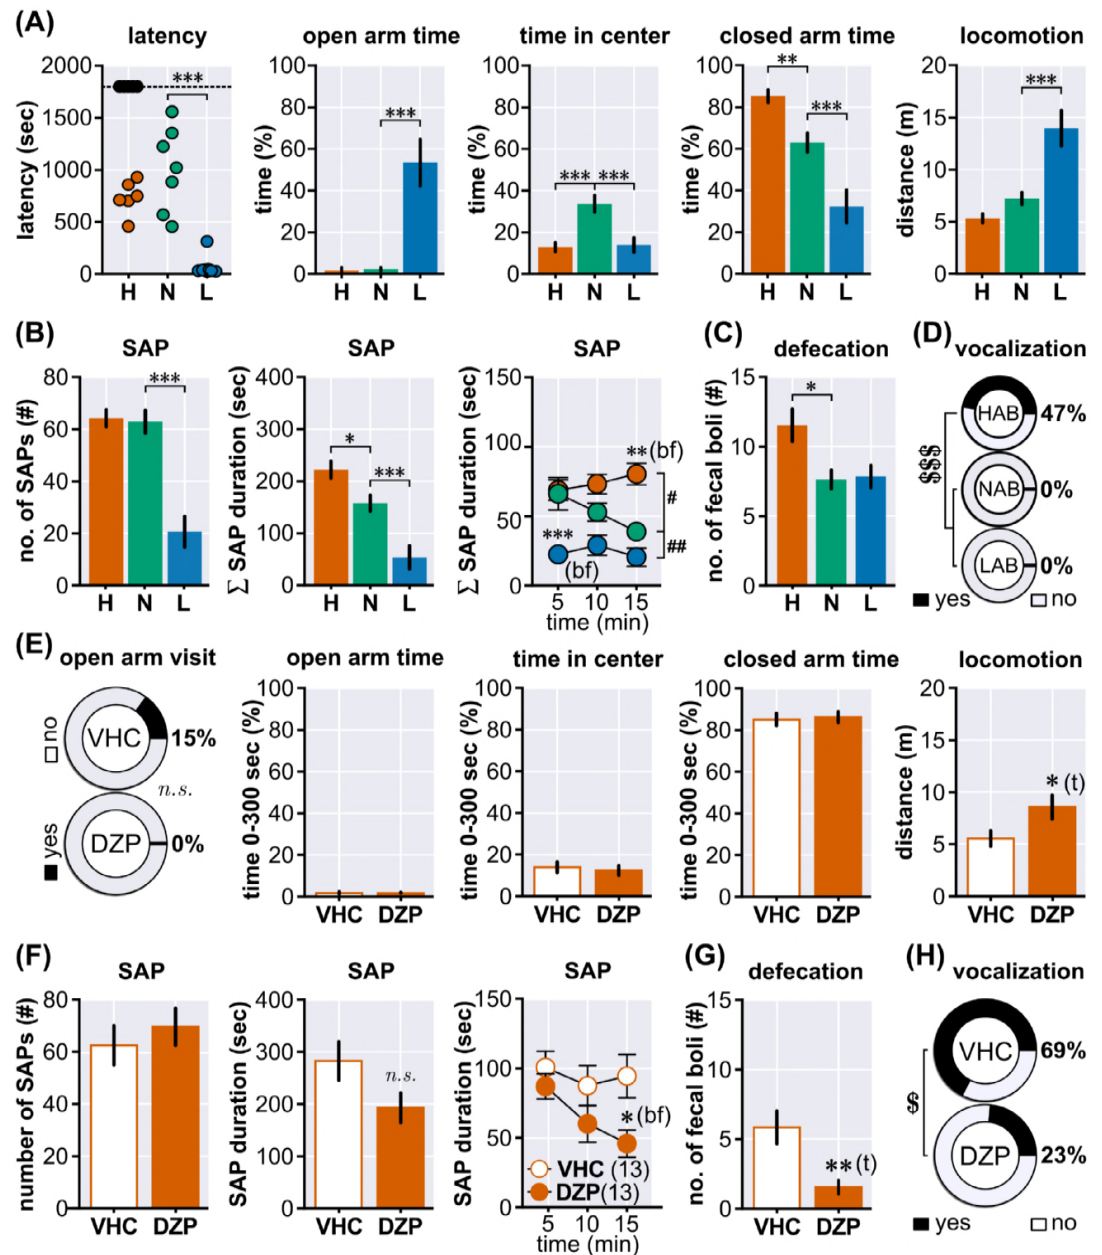 (A)
latency
open arm time
time in center
closed arm time
locomotion
latency (sec)
2000
1500
1000
500
0
***
H N L
time (%)
100
80
60
40
20
0
***
H N L
time (%)
100
80
60
40
20
0
*** ***
H N L
time (%)
100
80
60
40
20
0
**
***
H N L
distance (m)
20
15
10
5
0
***
H N L
(B)
SAP
SAP
SAP
no. of SAPs (#)
80
60
40
20
0
***
H N L
∑ SAP duration (sec)
400
300
200
100
0
*
***
H N L
∑ SAP duration (sec)
150
100
50
0
** (bf)
#
##
***
(bf)
5 10 15
time (min)
(C)
defecation
no. of fecal boli (#)
15
10
5
0
*
H N L
(D)
vocalization
HAB 47%
$$$
NAB 0%
LAB 0%
yes no
(E)
open arm visit
open arm time
time in center
closed arm time
locomotion
no
yes
VHC 15%
n.s.
DZP 0%
time 0-300 sec (%)
100
80
60
40
20
0
VHC DZP
time 0-300 sec (%)
100
80
60
40
20
0
VHC DZP
time 0-300 sec (%)
100
80
60
40
20
0
VHC DZP
distance (m)
20
15
10
5
0
* (t)
VHC DZP
(F)
SAP
SAP
SAP
number of SAPs (#)
80
60
40
20
0
VHC DZP
SAP duration (sec)
400
300
200
100
0
n.s.
VHC DZP
SAP duration (sec)
150
100
50
0
* (bf)
VHC (13)
DZP(13)
5 10 15
time (min)
(G)
defecation
no. of fecal boli (#)
15
10
5
0
** (t)
VHC DZP
(H)
vocalization
VHC 69%
$
DZP 23%
yes no